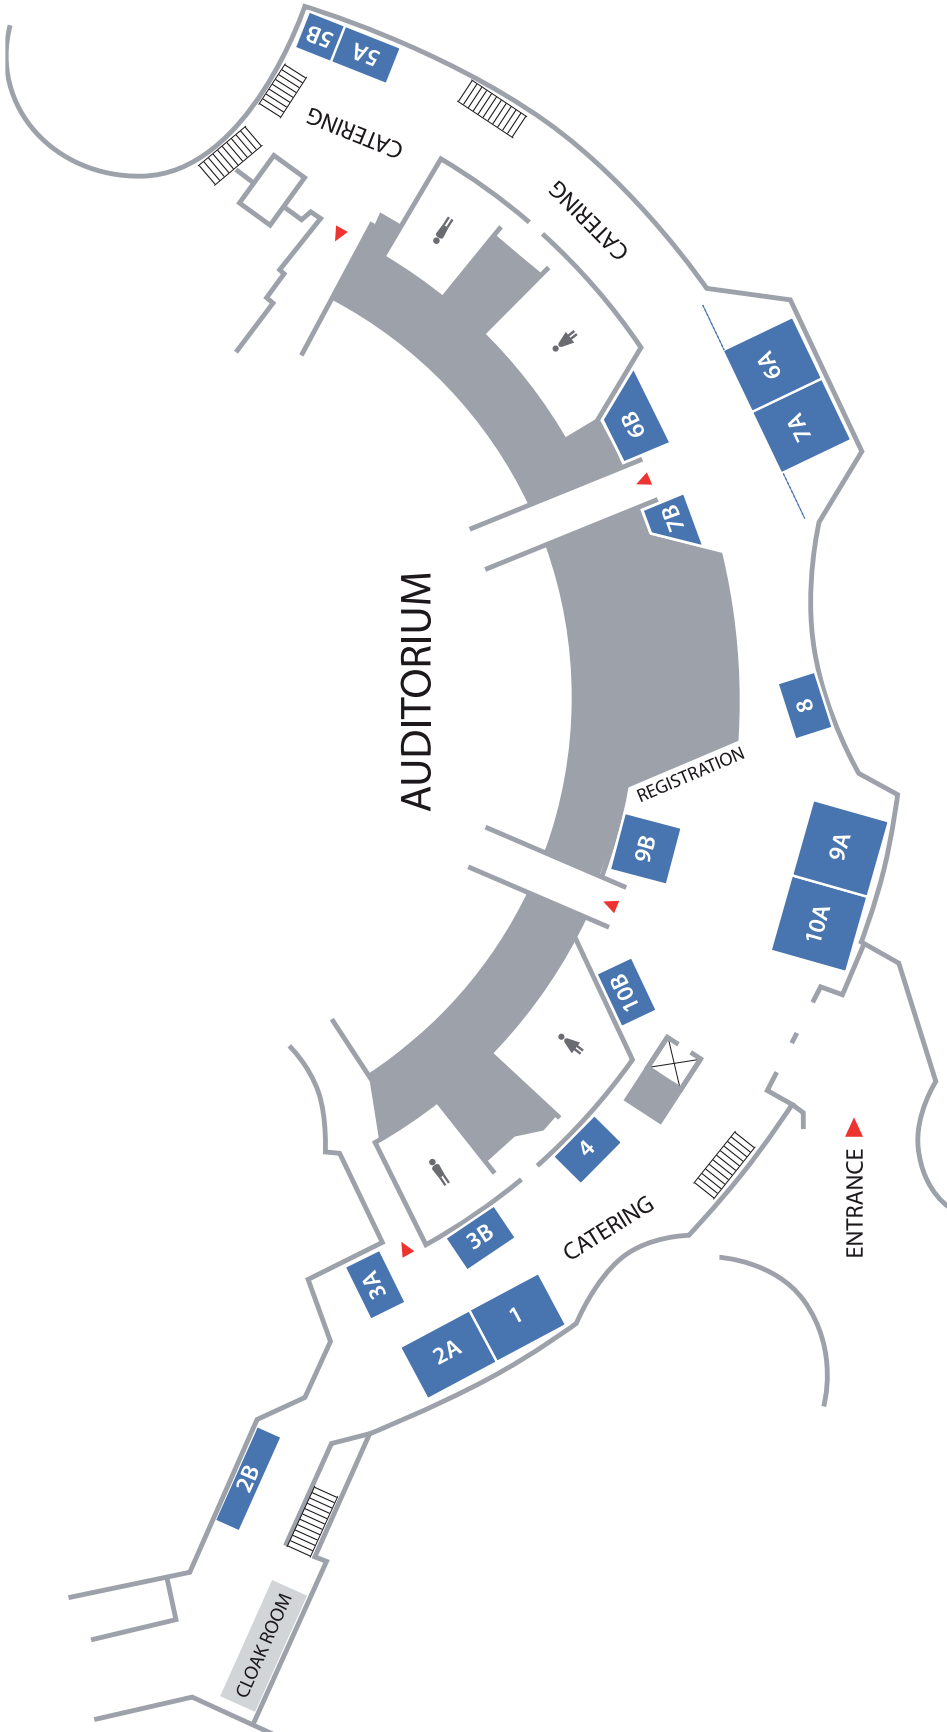 5B
5A
CATERING
CATERING
6A
7A
6B
7B
AUDITORIUM
8
REGISTRATION
9B
9A
10A
10B
4
ENTRANCE
CATERING
3B
3A
1
2A
2B
CLOAK ROOM